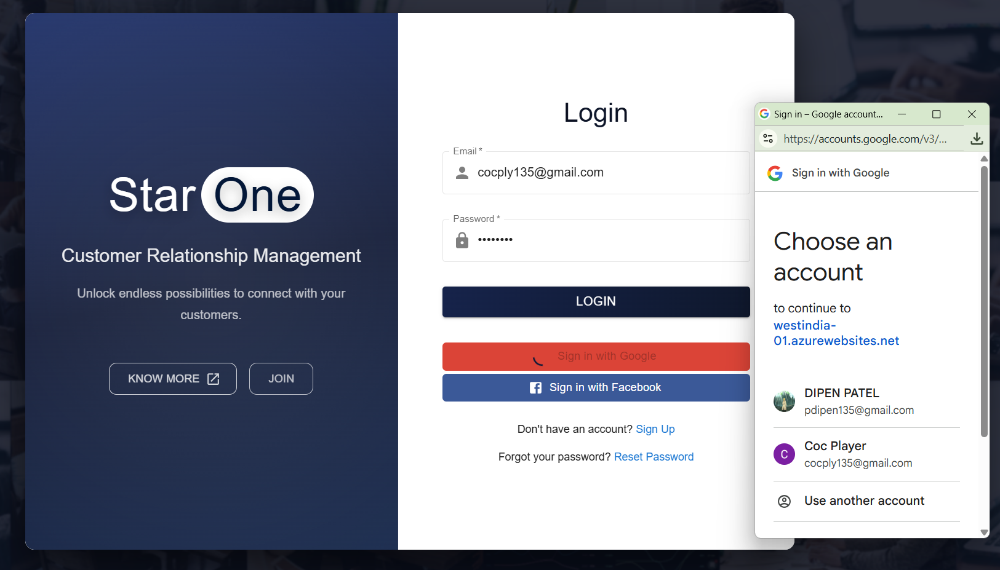 Star One
Customer Relationship Management
Unlock endless possibilities to connect with your
customers.
KNOW MORE
JOIN
Login
Email *
cocply135@gmail.com
Password *
••••••••
LOGIN
Sign in with Google
Sign in with Facebook
Don't have an account? Sign Up
Forgot your password? Reset Password
Sign in – Google account...
https://accounts.google.com/v3/...
Sign in with Google
Choose an
account
to continue to
westindia-
01.azurewebsites.net
DIPEN PATEL
pdipen135@gmail.com
C
Coc Player
cocply135@gmail.com
Use another account